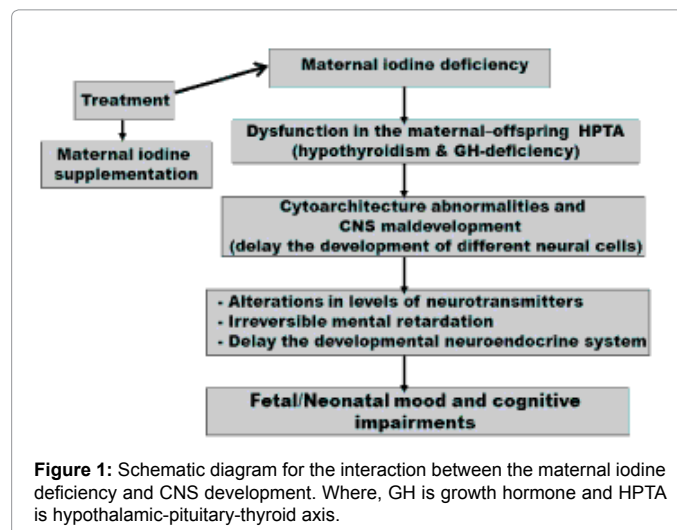 Maternal iodine deficiency
Treatment
Maternal iodine
supplementation
Dysfunction in the maternal–offspring HPTA
(hypothyroidism & GH-deficiency)
Cytoarchitecture abnormalities and
CNS maldevelopment
(delay the development of different neural cells)
- Alterations in levels of neurotransmitters
- Irreversible mental retardation
- Delay the developmental neuroendocrine system
Fetal/Neonatal mood and cognitive
impairments
Figure 1: Schematic diagram for the interaction between the maternal iodine
deficiency and CNS development. Where, GH is growth hormone and HPTA
is hypothalamic-pituitary-thyroid axis.